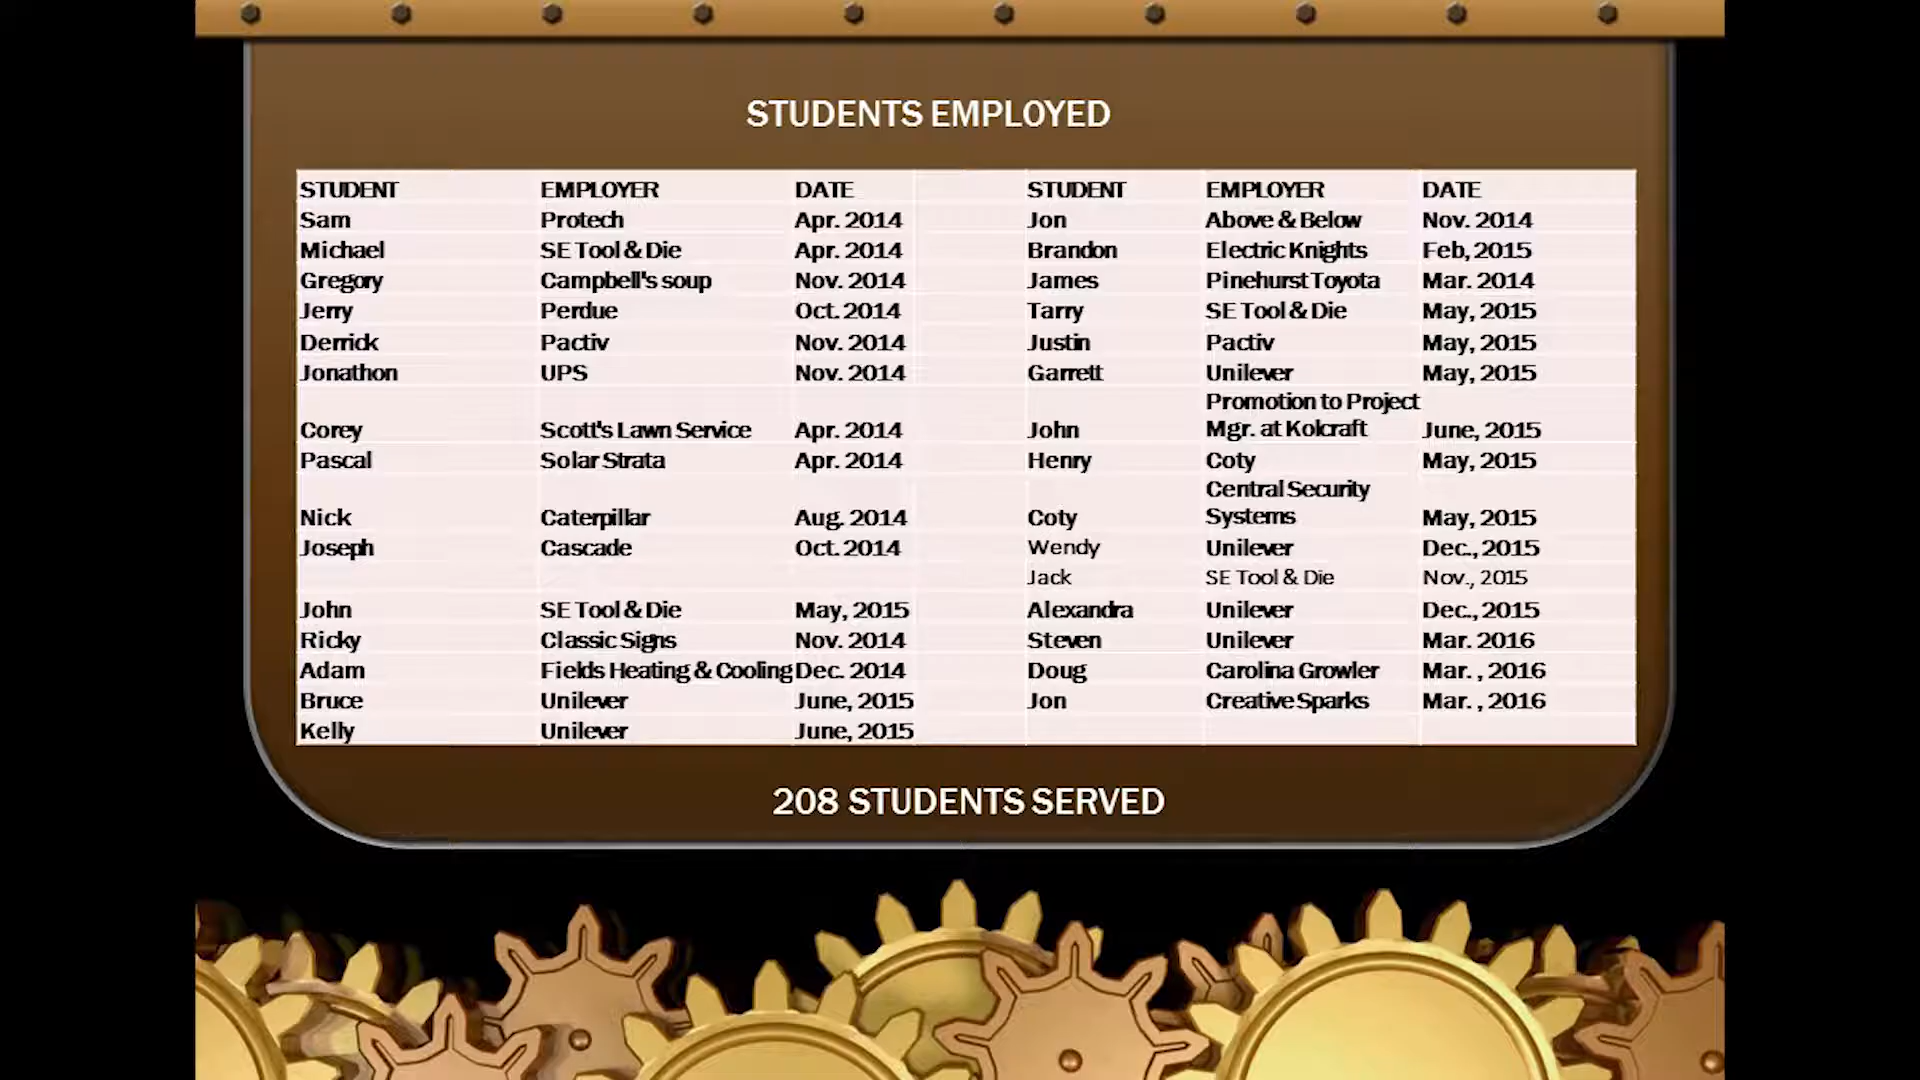 STUDENTS EMPLOYED
STUDENT EMPLOYER DATE STUDENT EMPLOYER DATE
Sam Protech Apr. 2014 Jon Above & Below Nov. 2014
Michael SE Tool & Die Apr. 2014 Brandon Electric Knights Feb, 2015
Gregory Campbell's soup Nov. 2014 James Pinehurst Toyota Mar. 2014
Jerry Perdue Oct. 2014 Tarry SE Tool & Die May, 2015
Derrick Pactiv Nov. 2014 Justin Pactiv May, 2015
Jonathon UPS Nov. 2014 Garrett Unilever May, 2015
Promotion to Project
Corey Scott's Lawn Service Apr. 2014 John Mgr. at Kolcraft June, 2015
Pascal Solar Strata Apr. 2014 Henry Coty May, 2015
Central Security
Nick Caterpillar Aug. 2014 Coty Systems May, 2015
Joseph Cascade Oct. 2014 Wendy Unilever Dec., 2015
Jack SE Tool & Die Nov., 2015
John SE Tool & Die May, 2015 Alexandra Unilever Dec., 2015
Ricky Classic Signs Nov. 2014 Steven Unilever Mar. 2016
Adam Fields Heating & Cooling Dec. 2014 Doug Carolina Growler Mar. , 2016
Bruce Unilever June, 2015 Jon Creative Sparks Mar. , 2016
Kelly Unilever June, 2015
208 STUDENTS SERVED